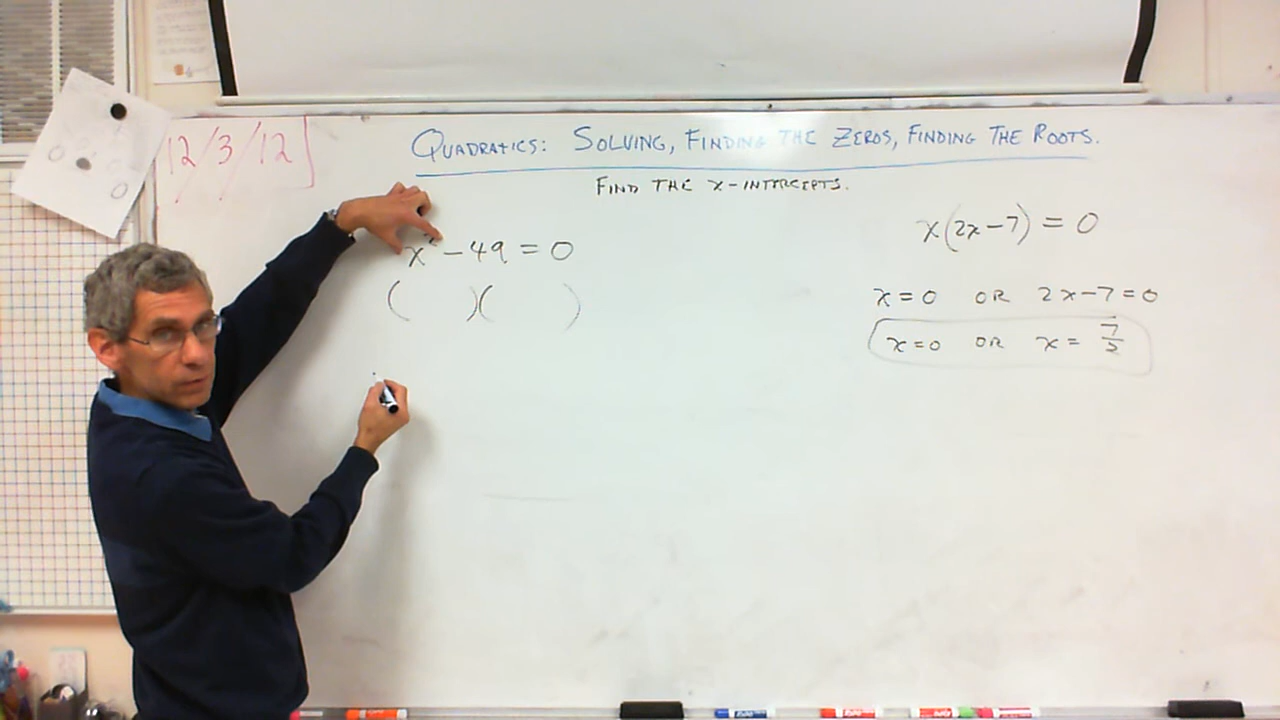 12/3/12
QUADRATICS: SOLVING, FINDING THE ZEROS, FINDING THE ROOTS.
FIND THE X-INTERCEPTS.
x² - 49 = 0
( )( )
x(2x-7) = 0
x=0 OR 2x-7=0
x=0 OR x= 7/2